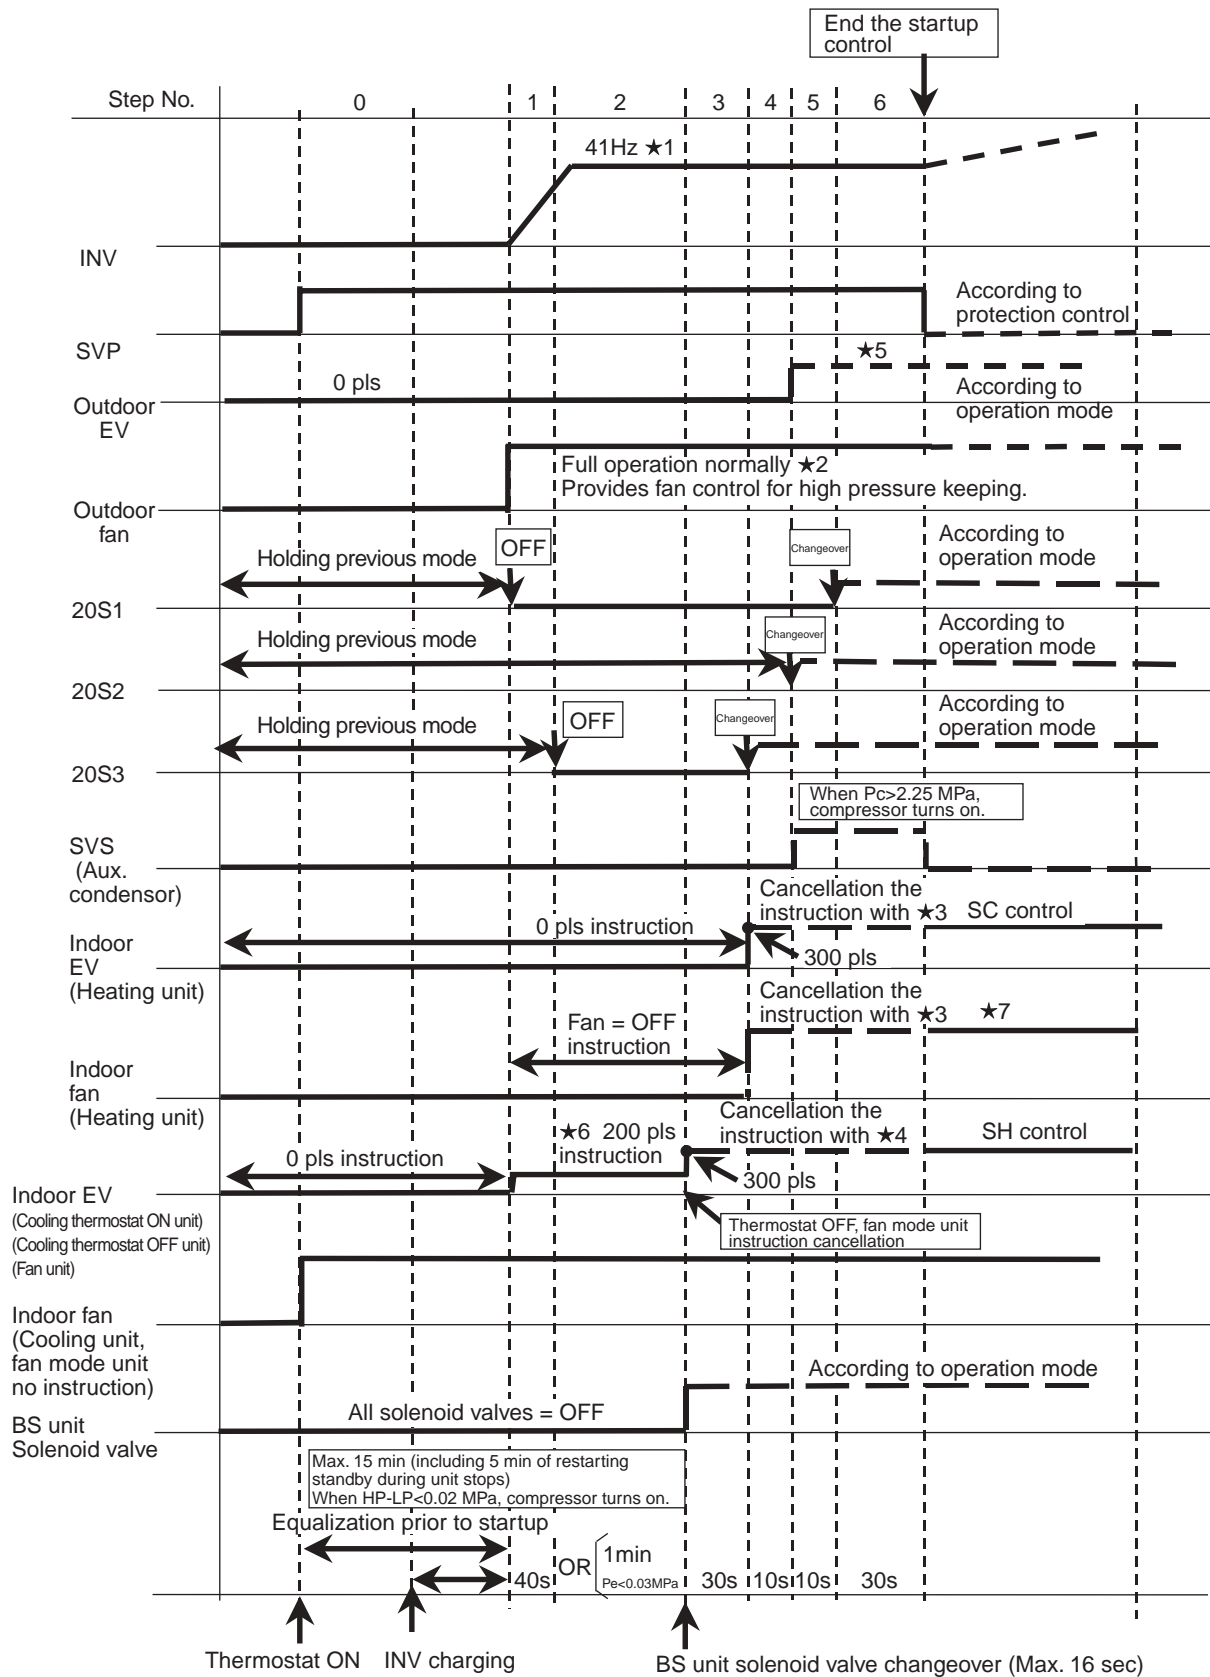 End the startup
control
Step No.
0
1
2
3
4
5
6
41Hz ★1
INV
According to
protection control
SVP
★5
0 pls
According to
operation mode
Outdoor
EV
Full operation normally ★2
Provides fan control for high pressure keeping.
Outdoor
fan
Holding previous mode
OFF
Changeover
According to
operation mode
20S1
Holding previous mode
Changeover
According to
operation mode
20S2
Holding previous mode
OFF
Changeover
According to
operation mode
20S3
When Pc>2.25 MPa,
compressor turns on.
SVS
(Aux.
condensor)
Cancellation the
instruction with ★3
SC control
0 pls instruction
300 pls
Indoor
EV
(Heating unit)
Cancellation the
instruction with ★3
★7
Fan = OFF
instruction
Indoor
fan
(Heating unit)
Cancellation the
instruction with ★4
SH control
★6 200 pls
instruction
0 pls instruction
300 pls
Indoor EV
(Cooling thermostat ON unit)
(Cooling thermostat OFF unit)
(Fan unit)
Thermostat OFF, fan mode unit
instruction cancellation
Indoor fan
(Cooling unit,
fan mode unit
no instruction)
According to operation mode
All solenoid valves = OFF
BS unit
Solenoid valve
Max. 15 min (including 5 min of restarting
standby during unit stops)
When HP-LP<0.02 MPa, compressor turns on.
Equalization prior to startup
40s
OR
1min
Pe<0.03MPa
30s
10s
10s
30s
Thermostat ON
INV charging
BS unit solenoid valve changeover (Max. 16 sec)